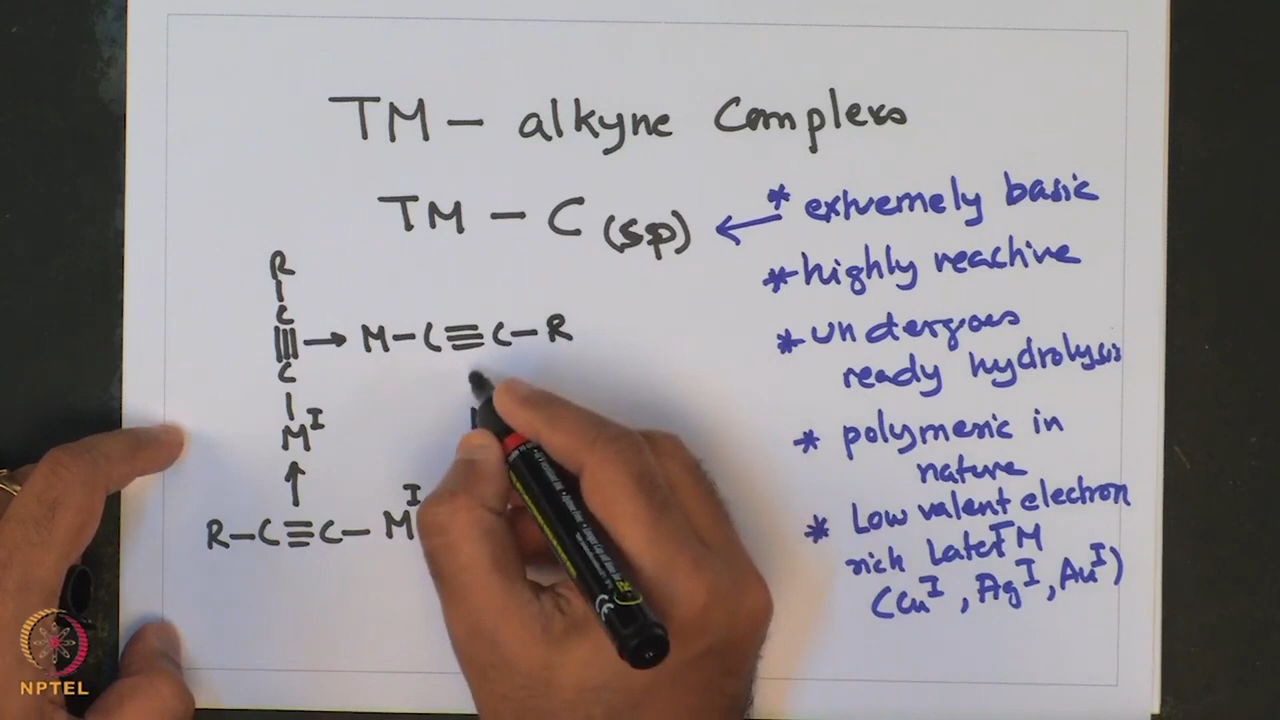 TM – alkyne Complexs
TM – C (sp)
* extremely basic
* highly reactive
* undergoes
ready hydrolysis
* polymeric in
nature
* Low valent electron
rich Late TM
(Cu^I, Ag^I, Au^I)
R
C
≡
C
M^I
→ M–C≡C–R
R–C≡C–M^I
NPTEL